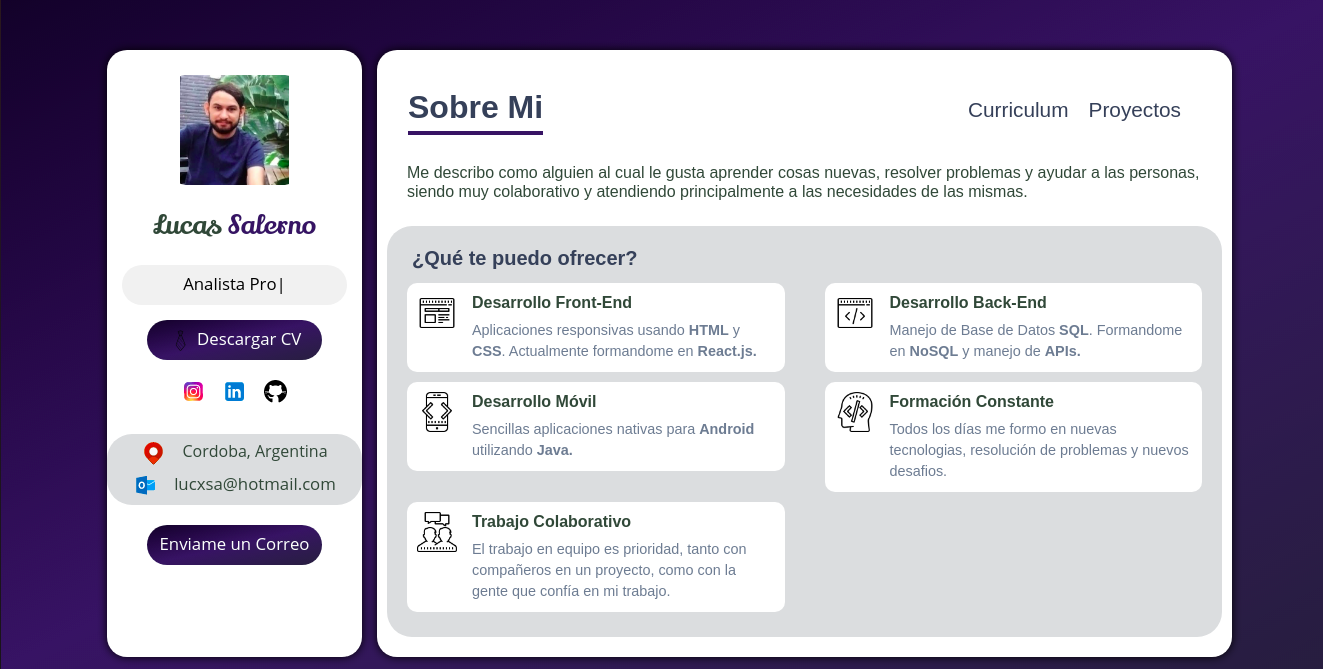 Lucas Salerno
Analista Pro|
Descargar CV
Cordoba, Argentina
lucxsa@hotmail.com
Enviame un Correo
Sobre Mi
Curriculum Proyectos
Me describo como alguien al cual le gusta aprender cosas nuevas, resolver problemas y ayudar a las personas,
siendo muy colaborativo y atendiendo principalmente a las necesidades de las mismas.
¿Qué te puedo ofrecer?
Desarrollo Front-End
Aplicaciones responsivas usando HTML y
CSS. Actualmente formandome en React.js.
Desarrollo Back-End
Manejo de Base de Datos SQL. Formandome
en NoSQL y manejo de APIs.
Desarrollo Móvil
Sencillas aplicaciones nativas para Android
utilizando Java.
Formación Constante
Todos los días me formo en nuevas
tecnologias, resolución de problemas y nuevos
desafios.
Trabajo Colaborativo
El trabajo en equipo es prioridad, tanto con
compañeros en un proyecto, como con la
gente que confía en mi trabajo.